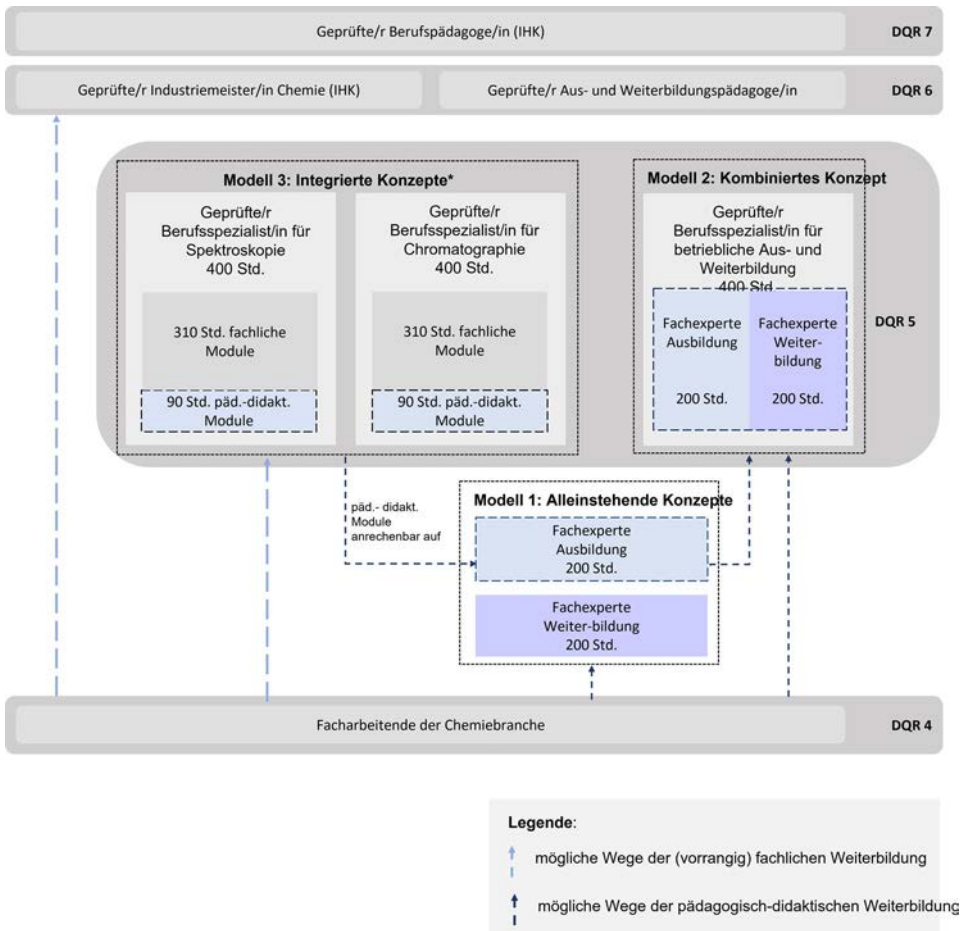 Geprüfte/r Berufspädagoge/in (IHK)
DQR 7
Geprüfte/r Industriemeister/in Chemie (IHK)
Geprüfte/r Aus- und Weiterbildungspädagoge/in
DQR 6
Modell 3: Integrierte Konzepte*
Geprüfte/r
Berufsspezialist/in für
Spektroskopie
400 Std.
310 Std. fachliche
Module
90 Std. päd.-didakt.
Module
Geprüfte/r
Berufsspezialist/in für
Chromatographie
400 Std.
310 Std. fachliche
Module
90 Std. päd.-didakt.
Module
Modell 2: Kombiniertes Konzept
Geprüfte/r
Berufsspezialist/in für
betriebliche Aus- und
Weiterbildung
400 Std.
Fachexperte
Ausbildung
200 Std.
Fachexperte
Weiter-
bildung
200 Std.
DQR 5
päd.- didakt.
Module
anrechenbar auf
Modell 1: Alleinstehende Konzepte
Fachexperte
Ausbildung
200 Std.
Fachexperte
Weiter-bildung
200 Std.
Facharbeitende der Chemiebranche
DQR 4
Legende:
mögliche Wege der (vorrangig) fachlichen Weiterbildung
mögliche Wege der pädagogisch-didaktischen Weiterbildung